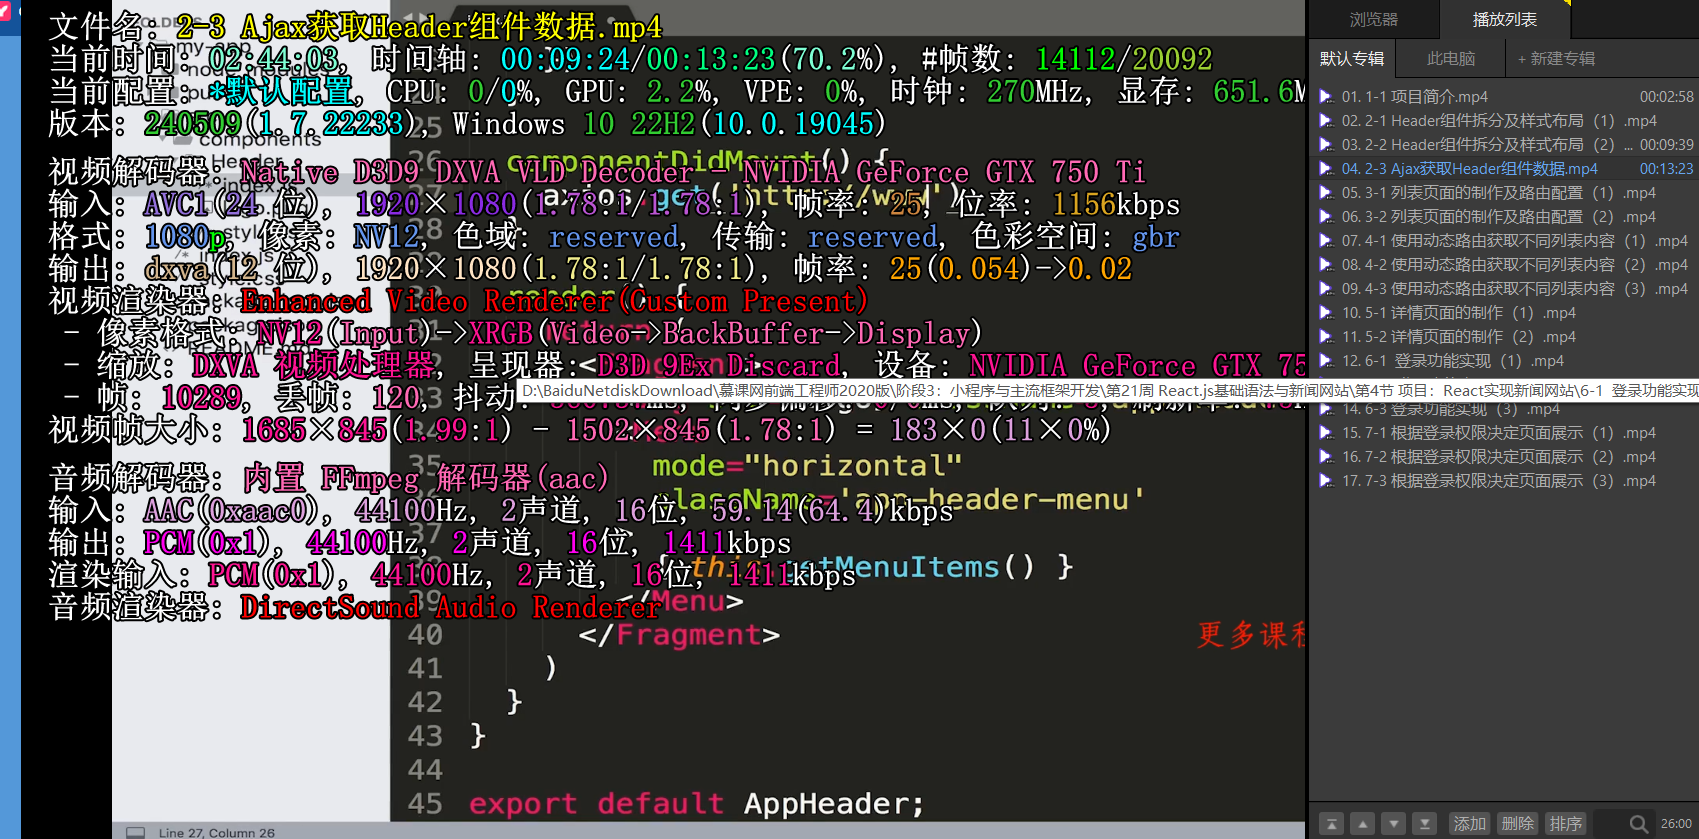 文件名: 2-3 Ajax获取Header组件数据.mp4
当前时间: 02:44:03, 时间轴: 00:09:24/00:13:23(70.2%), #帧数: 14112/20092
当前配置: *默认配置, CPU: 0/0%, GPU: 2.2%, VPE: 0%, 时钟: 270MHz, 显存: 651.6M
版本: 240509(1.7.22233), Windows 10 22H2(10.0.19045)
components
Header
26 componentDidMount() {
视频解码器: Native D3D9 DXVA VLD Decoder - NVIDIA GeForce GTX 750 Ti
axios.get('http://www')
输入: AVC1(24 位), 1920×1080(1.78:1/1.78:1), 帧率: 25, 位率: 1156kbps
格式: 1080p, 像素: NV12, 色域: reserved, 传输: reserved, 色彩空间: gbr
输出: dxva(12 位), 1920×1080(1.78:1/1.78:1), 帧率: 25(0.054)->0.02
render() {
视频渲染器: Enhanced Video Renderer(Custom Present)
- 像素格式: NV12(Input)->XRGB(Video->BackBuffer->Display)
- 缩放: DXVA 视频处理器, 呈现器: D3D 9Ex Discard, 设备: NVIDIA GeForce GTX 75
- 帧: 10289, 丢帧: 120, 抖动:
视频帧大小: 1685×845(1.99:1) - 1502×845(1.78:1) = 183×0(11×0%)
35 mode="horizontal"
音频解码器: 内置 FFmpeg 解码器(aac)
className='app-header-menu'
输入: AAC(0xaac0), 44100Hz, 2声道, 16位, 59.14(64.4)kbps
37 >
输出: PCM(0x1), 44100Hz, 2声道, 16位, 1411kbps
{ this.getMenuItems() }
渲染输入: PCM(0x1), 44100Hz, 2声道, 16位, 1411kbps
39 </Menu>
音频渲染器: DirectSound Audio Renderer
40 </Fragment>
更多课程
41 )
42 }
43 }
44
45 export default AppHeader;
Line 27, Column 26
浏览器
播放列表
默认专辑
此电脑
+ 新建专辑
01. 1-1 项目简介.mp4 00:02:58
02. 2-1 Header组件拆分及样式布局（1）.mp4
03. 2-2 Header组件拆分及样式布局（2）... 00:09:39
04. 2-3 Ajax获取Header组件数据.mp4 00:13:23
05. 3-1 列表页面的制作及路由配置（1）.mp4
06. 3-2 列表页面的制作及路由配置（2）.mp4
07. 4-1 使用动态路由获取不同列表内容（1）.mp4
08. 4-2 使用动态路由获取不同列表内容（2）.mp4
09. 4-3 使用动态路由获取不同列表内容（3）.mp4
10. 5-1 详情页面的制作（1）.mp4
11. 5-2 详情页面的制作（2）.mp4
12. 6-1 登录功能实现（1）.mp4
D:\BaiduNetdiskDownload\慕课网前端工程师2020版\阶段3：小程序与主流框架开发\第21周 React.js基础语法与新闻网站\第4节 项目：React实现新闻网站\6-1 登录功能实现
14. 6-3 登录功能实现（3）.mp4
15. 7-1 根据登录权限决定页面展示（1）.mp4
16. 7-2 根据登录权限决定页面展示（2）.mp4
17. 7-3 根据登录权限决定页面展示（3）.mp4
添加
删除
排序
26:00